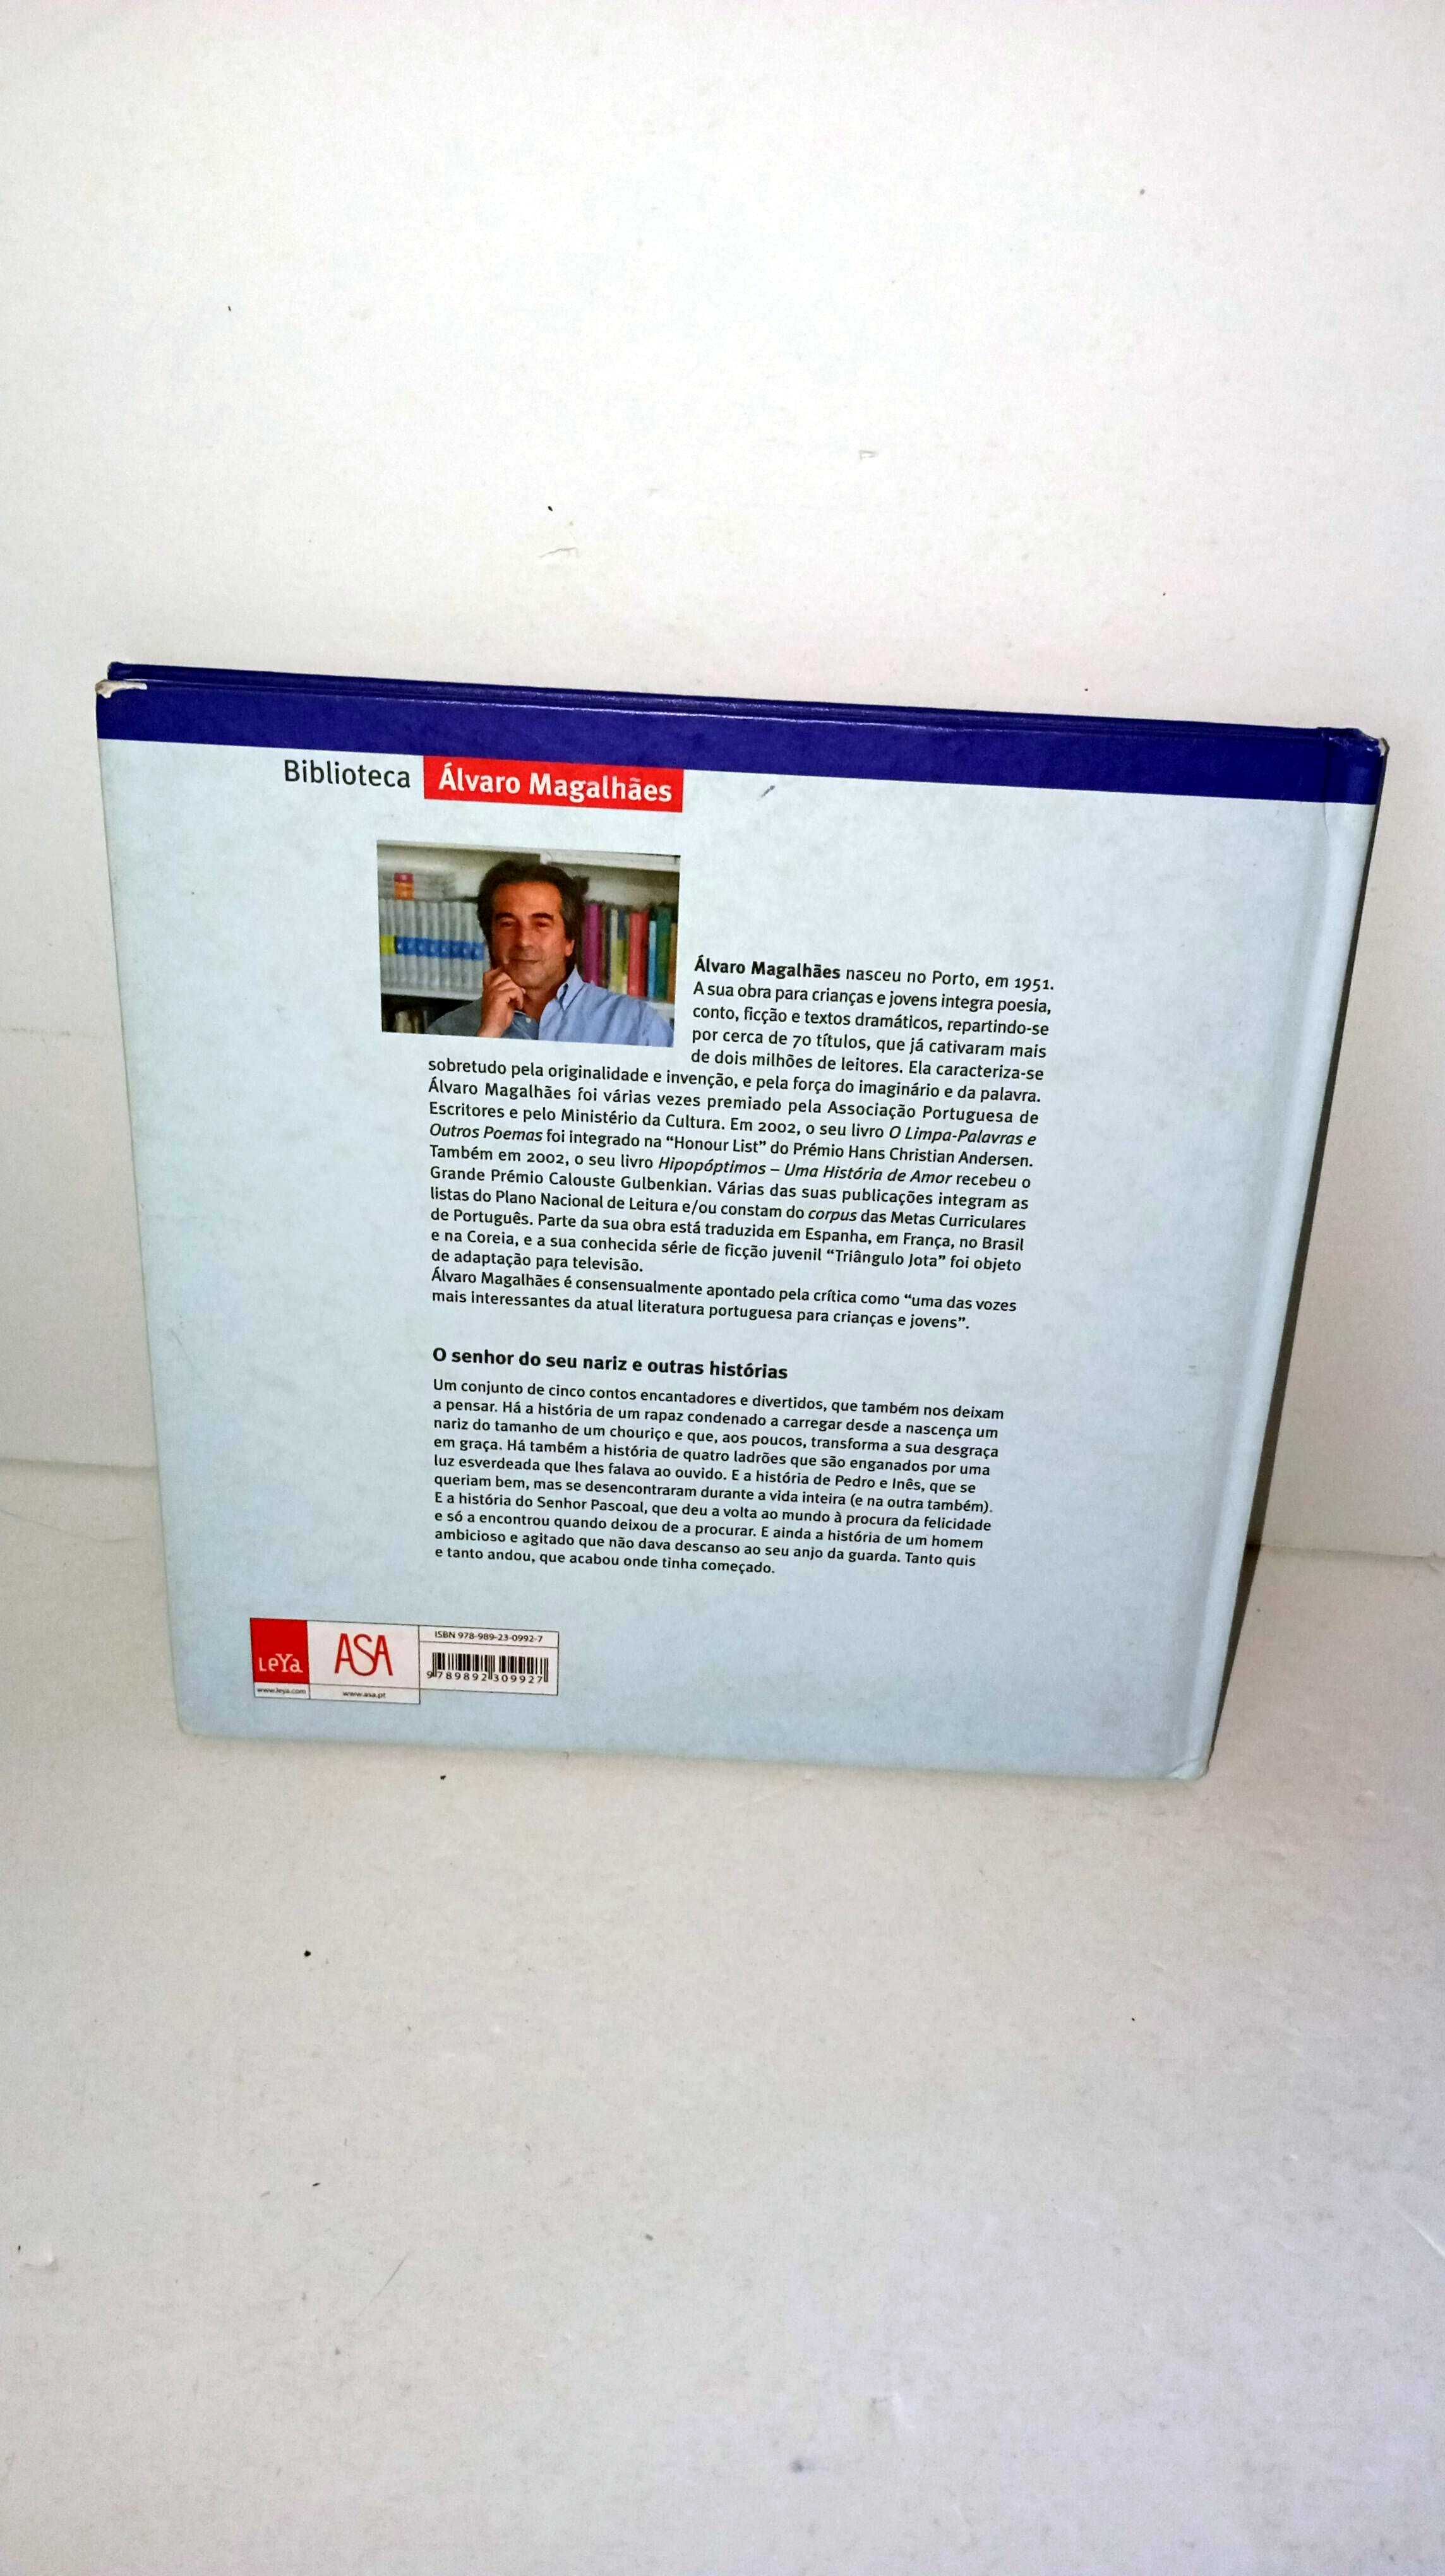 Biblioteca Álvaro Magalhães
Álvaro Magalhães nasceu no Porto, em 1951.
A sua obra para crianças e jovens integra poesia,
conto, ficção e textos dramáticos, repartindo-se
por cerca de 70 títulos, que já cativaram mais
de dois milhões de leitores. Ela caracteriza-se
sobretudo pela originalidade e invenção, e pela força do imaginário e da palavra.
Álvaro Magalhães foi várias vezes premiado pela Associação Portuguesa de
Escritores e pelo Ministério da Cultura. Em 2002, o seu livro O Limpa-Palavras e
Outros Poemas foi integrado na “Honour List” do Prémio Hans Christian Andersen.
Também em 2002, o seu livro Hipopóptimos – Uma História de Amor recebeu o
Grande Prémio Calouste Gulbenkian. Várias das suas publicações integram as
listas do Plano Nacional de Leitura e/ou constam do corpus das Metas Curriculares
de Português. Parte da sua obra está traduzida em Espanha, em França, no Brasil
e na Coreia, e a sua conhecida série de ficção juvenil “Triângulo Jota” foi objeto
de adaptação para televisão.
Álvaro Magalhães é consensualmente apontado pela crítica como “uma das vozes
mais interessantes da atual literatura portuguesa para crianças e jovens”.
O senhor do seu nariz e outras histórias
Um conjunto de cinco contos encantadores e divertidos, que também nos deixam
a pensar. Há a história de um rapaz condenado a carregar desde a nascença um
nariz do tamanho de um chouriço e que, aos poucos, transforma a sua desgraça
em graça. Há também a história de quatro ladrões que são enganados por uma
luz esverdeada que lhes falava ao ouvido. E a história de Pedro e Inês, que se
queriam bem, mas se desencontraram durante a vida inteira (e na outra também).
E a história do Senhor Pascoal, que deu a volta ao mundo à procura da felicidade
e só a encontrou quando deixou de a procurar. E ainda a história de um homem
ambicioso e agitado que não dava descanso ao seu anjo da guarda. Tanto quis
e tanto andou, que acabou onde tinha começado.
LeYa
www.leya.com
ASA
www.asa.pt
ISBN 978-989-23-0992-7
9 789892 309927